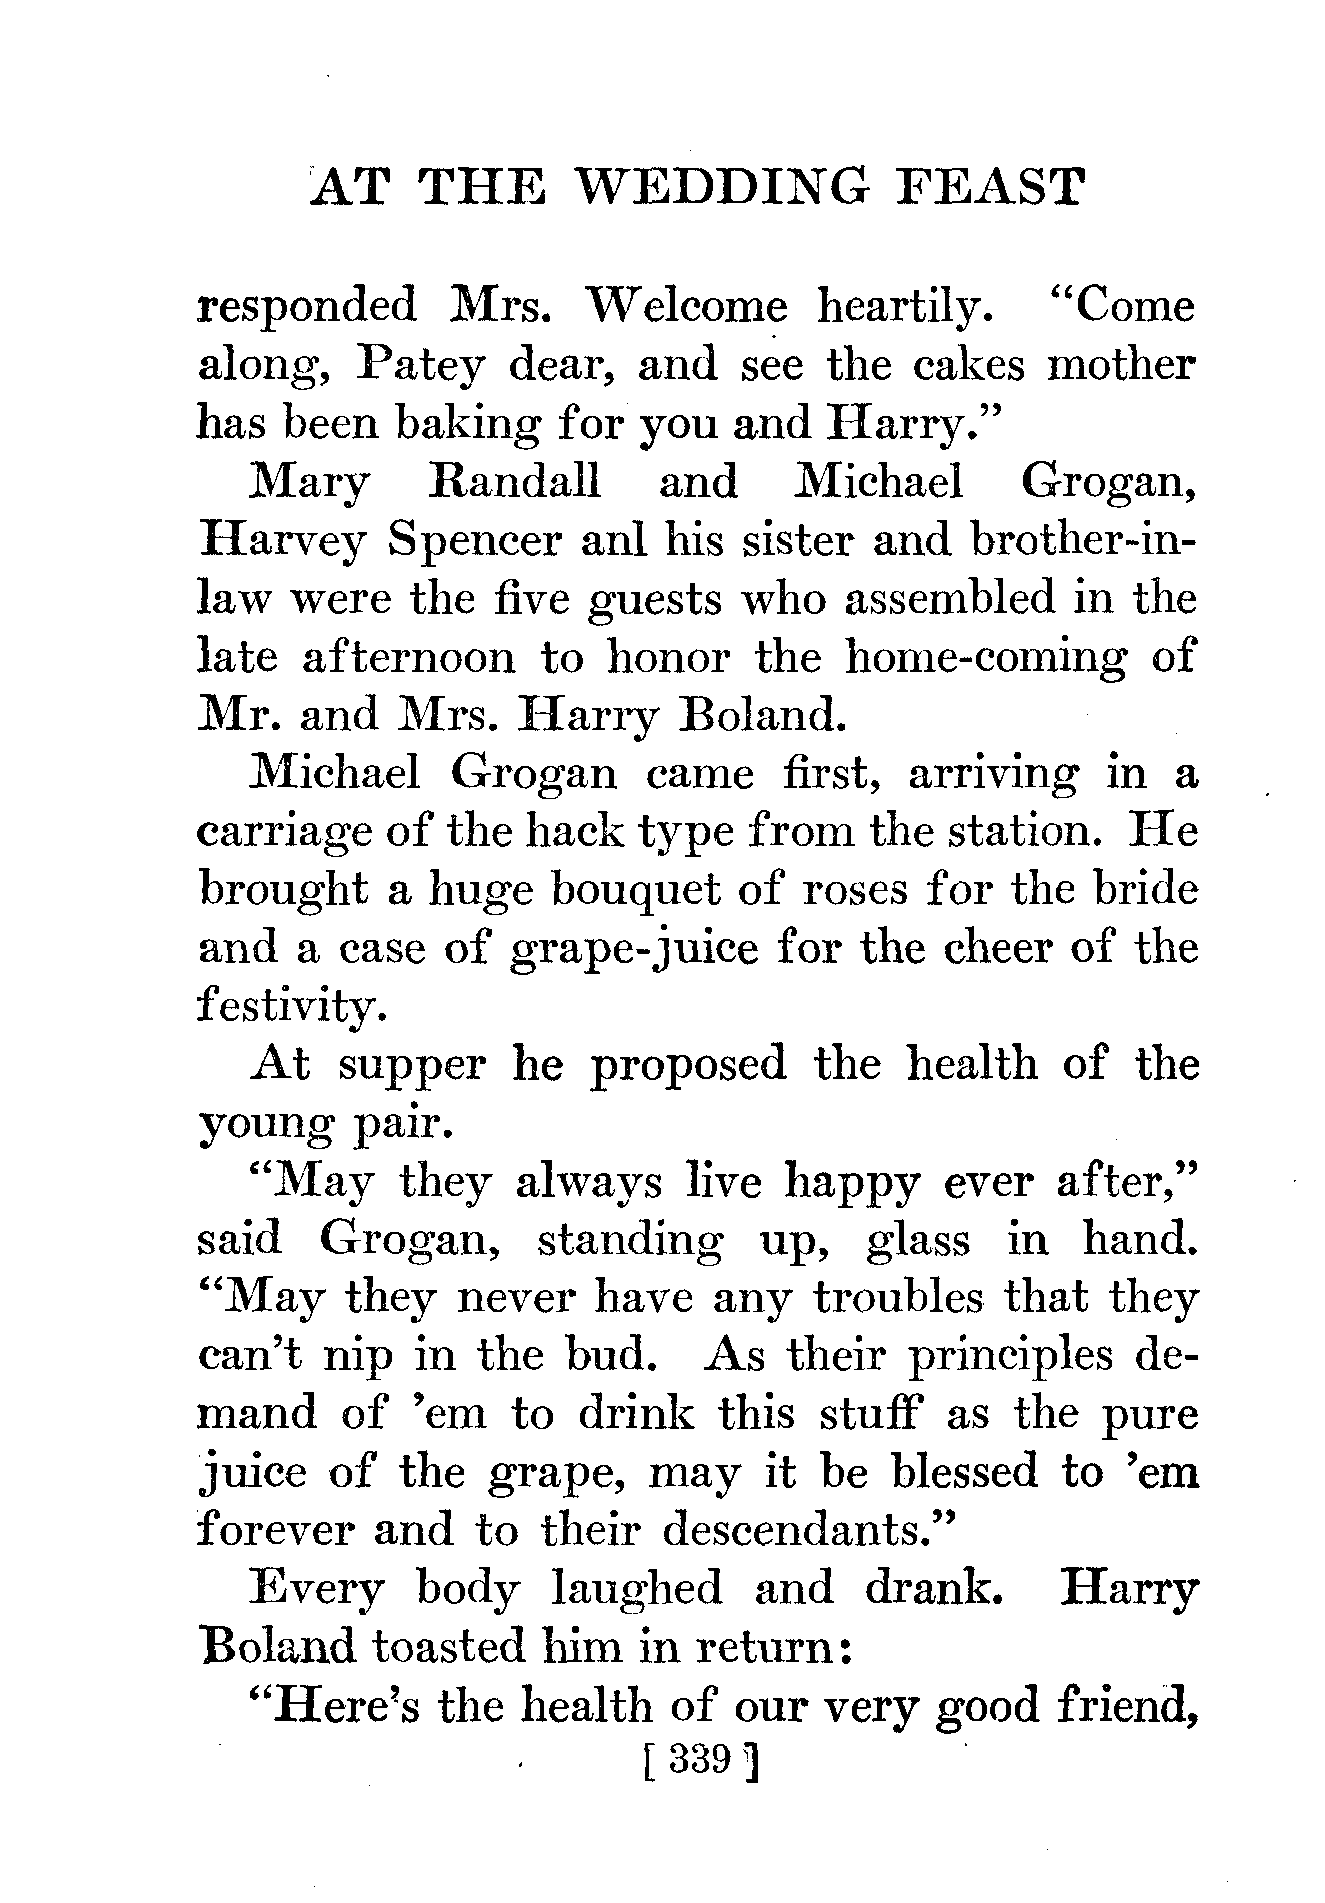 AT THE WEDDING FEAST
responded Mrs. Welcome heartily. “Come
along, Patey dear, and see the cakes mother
has been baking for you and Harry.”
Mary Randall and Michael Grogan,
Harvey Spencer anl his sister and brother-in-
law were the five guests who assembled in the
late afternoon to honor the home-coming of
Mr. and Mrs. Harry Boland.
Michael Grogan came first, arriving in a
carriage of the hack type from the station. He
brought a huge bouquet of roses for the bride
and a case of grape-juice for the cheer of the
festivity.
At supper he proposed the health of the
young pair.
“May they always live happy ever after,”
said Grogan, standing up, glass in hand.
“May they never have any troubles that they
can’t nip in the bud. As their principles de-
mand of ’em to drink this stuff as the pure
juice of the grape, may it be blessed to ’em
forever and to their descendants.”
Every body laughed and drank. Harry
Boland toasted him in return:
“Here’s the health of our very good friend,
[ 339 ]